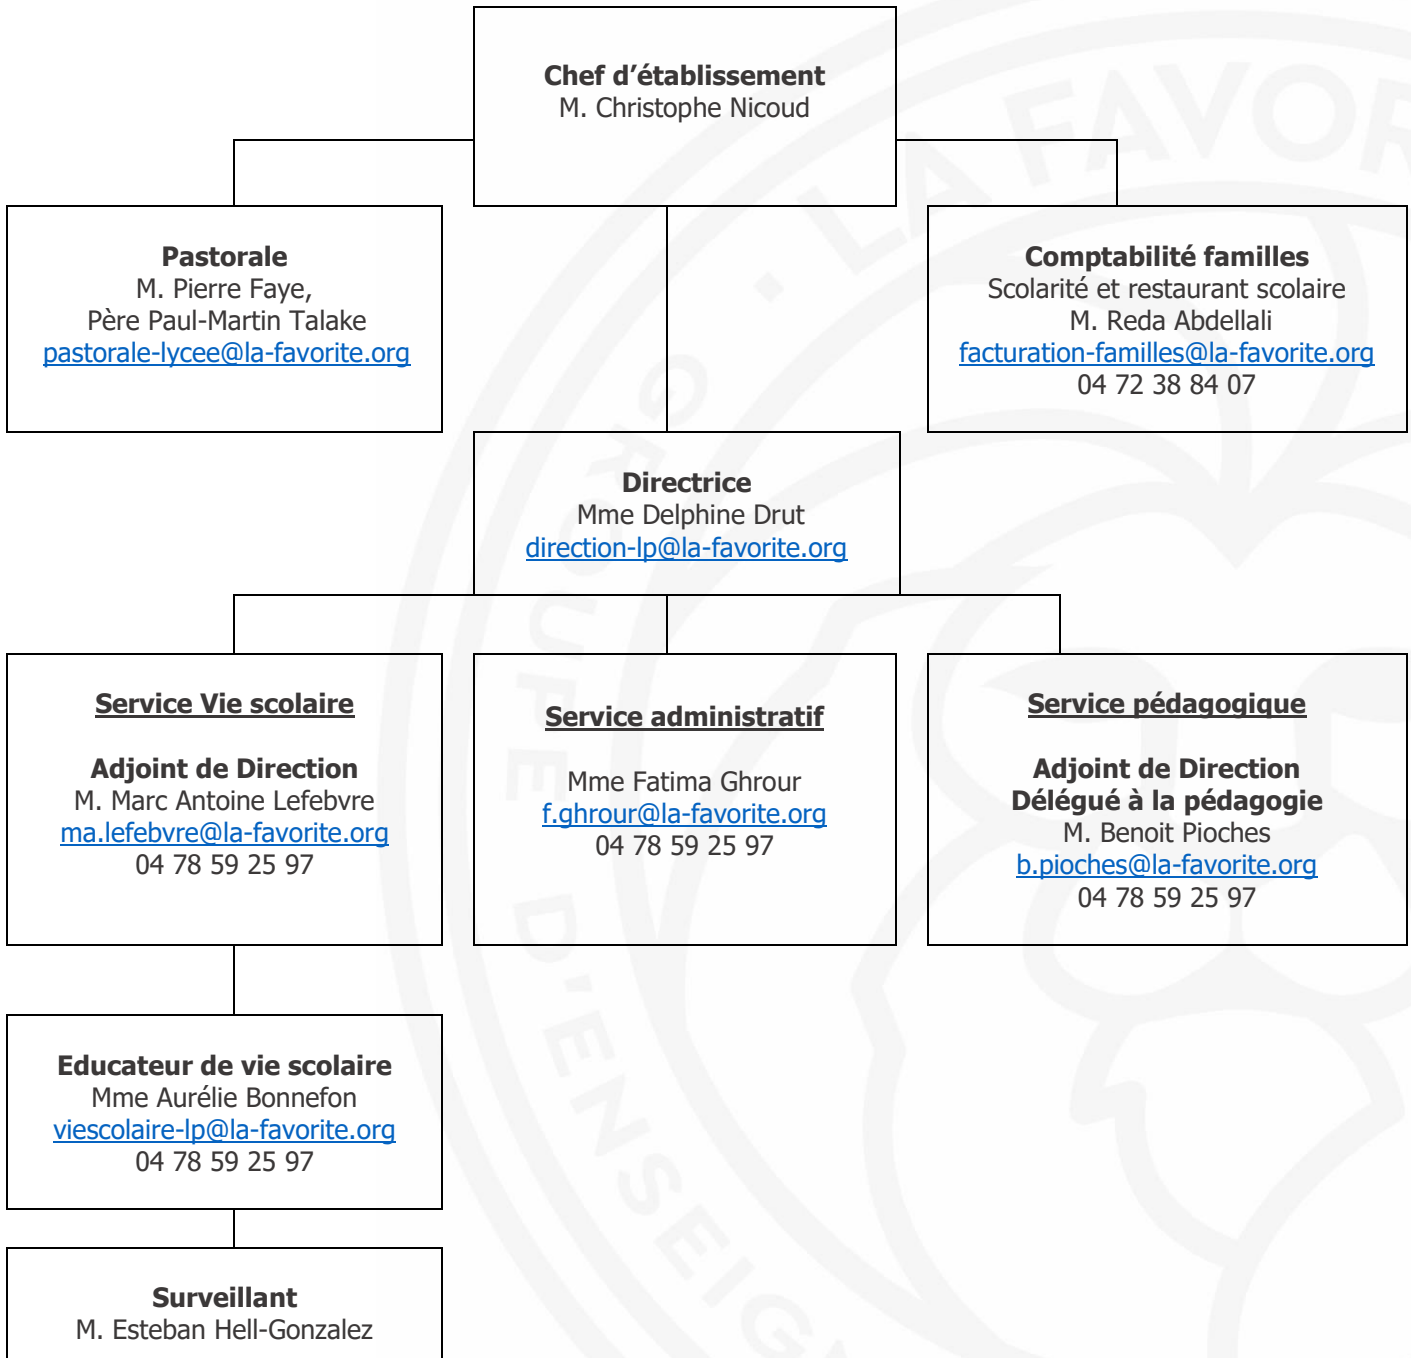 Chef d’établissement
M. Christophe Nicoud
Pastorale
M. Pierre Faye,
Père Paul-Martin Talake
pastorale-lycee@la-favorite.org
Comptabilité familles
Scolarité et restaurant scolaire
M. Reda Abdellali
facturation-familles@la-favorite.org
04 72 38 84 07
Directrice
Mme Delphine Drut
direction-lp@la-favorite.org
Service Vie scolaire
Adjoint de Direction
M. Marc Antoine Lefebvre
ma.lefebvre@la-favorite.org
04 78 59 25 97
Service administratif
Mme Fatima Ghrour
f.ghrour@la-favorite.org
04 78 59 25 97
Service pédagogique
Adjoint de Direction
Délégué à la pédagogie
M. Benoit Pioches
b.pioches@la-favorite.org
04 78 59 25 97
Educateur de vie scolaire
Mme Aurélie Bonnefon
viescolaire-lp@la-favorite.org
04 78 59 25 97
Surveillant
M. Esteban Hell-Gonzalez
LA FAVOR
GROUPE D'ENSEIG